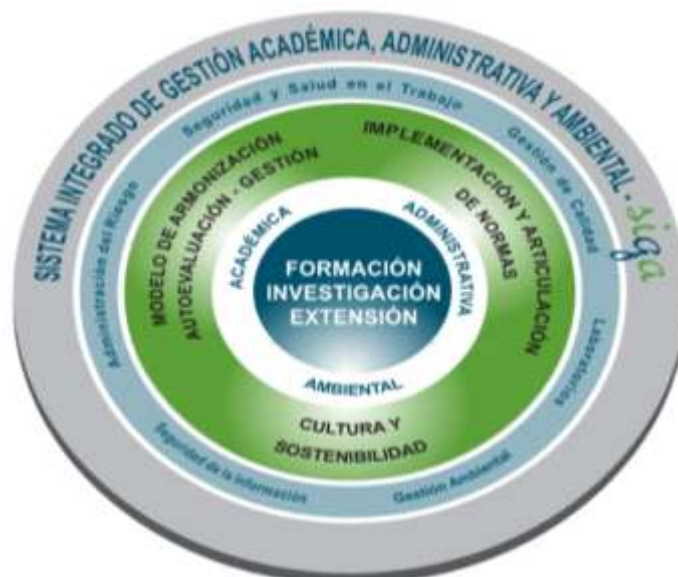 SISTEMA INTEGRADO DE GESTIÓN ACADÉMICA, ADMINISTRATIVA Y AMBIENTAL - siga
Seguridad y Salud en el Trabajo
Gestión de Calidad
Laboratorios
Gestión Ambiental
Seguridad de la información
Administración del Riesgo
MODELO DE ARMONIZACIÓN
AUTOEVALUACIÓN - GESTIÓN
IMPLEMENTACIÓN Y ARTICULACIÓN
DE NORMAS
CULTURA Y
SOSTENIBILIDAD
ACADÉMICA
ADMINISTRATIVA
AMBIENTAL
FORMACIÓN
INVESTIGACIÓN
EXTENSIÓN